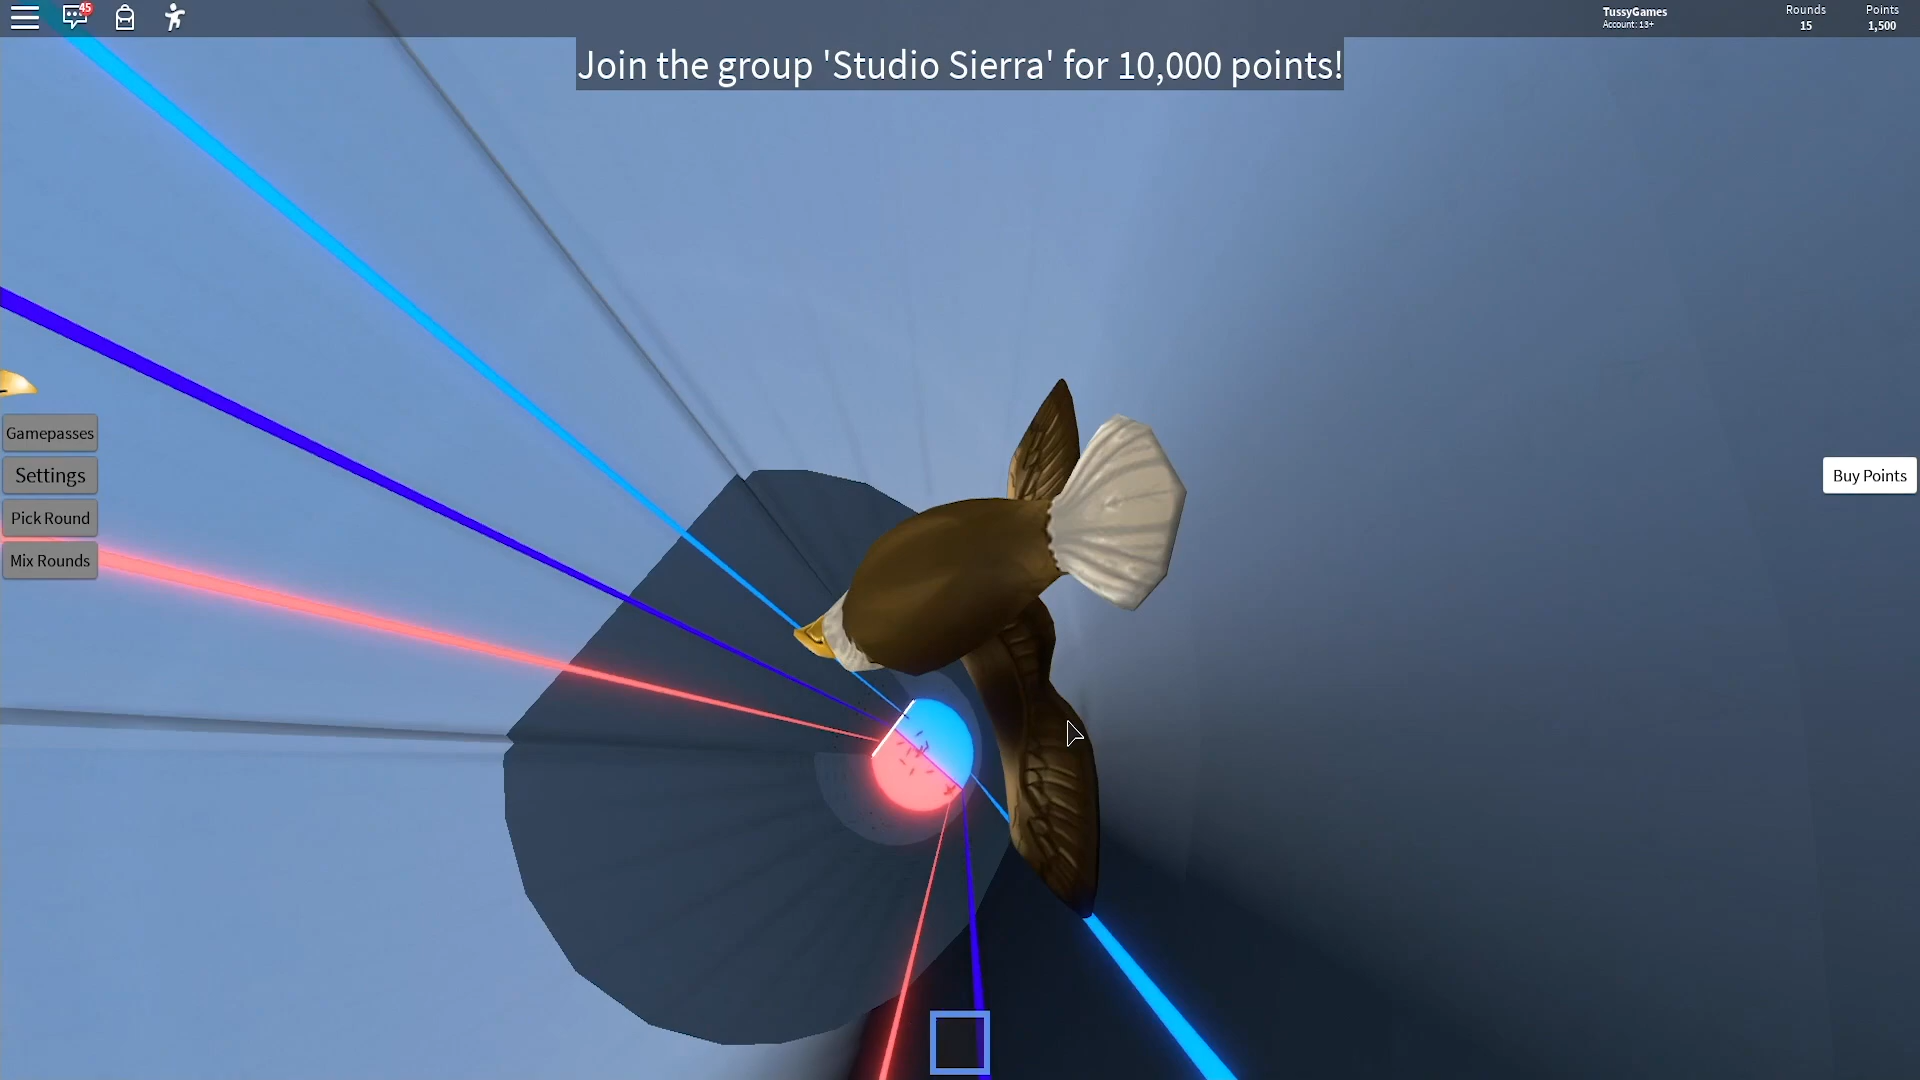 45
TussyGames
Account: 13+
Rounds
15
Points
1,500
Join the group 'Studio Sierra' for 10,000 points!
Gamepasses
Settings
Pick Round
Mix Rounds
Buy Points